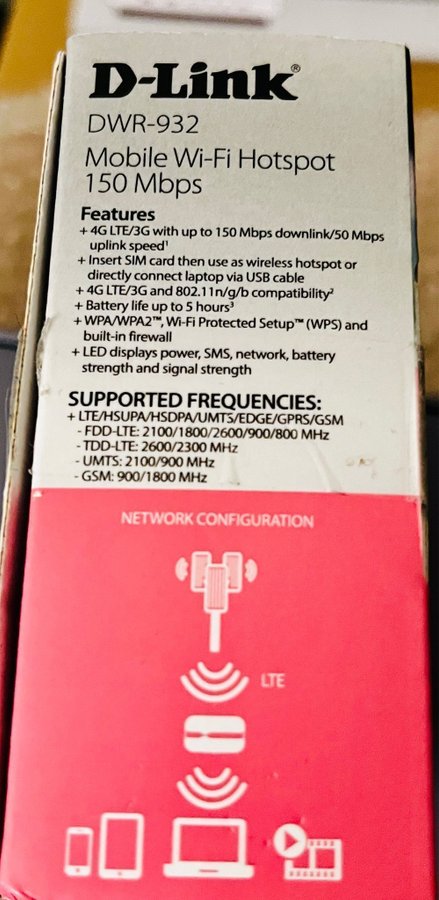 D-Link®
DWR-932
Mobile Wi-Fi Hotspot
150 Mbps
Features
+ 4G LTE/3G with up to 150 Mbps downlink/50 Mbps
uplink speed¹
+ Insert SIM card then use as wireless hotspot or
directly connect laptop via USB cable
+ 4G LTE/3G and 802.11n/g/b compatibility²
+ Battery life up to 5 hours³
+ WPA/WPA2™, Wi-Fi Protected Setup™ (WPS) and
built-in firewall
+ LED displays power, SMS, network, battery
strength and signal strength
SUPPORTED FREQUENCIES:
+ LTE/HSUPA/HSDPA/UMTS/EDGE/GPRS/GSM
- FDD-LTE: 2100/1800/2600/900/800 MHz
- TDD-LTE: 2600/2300 MHz
- UMTS: 2100/900 MHz
- GSM: 900/1800 MHz
NETWORK CONFIGURATION
LTE